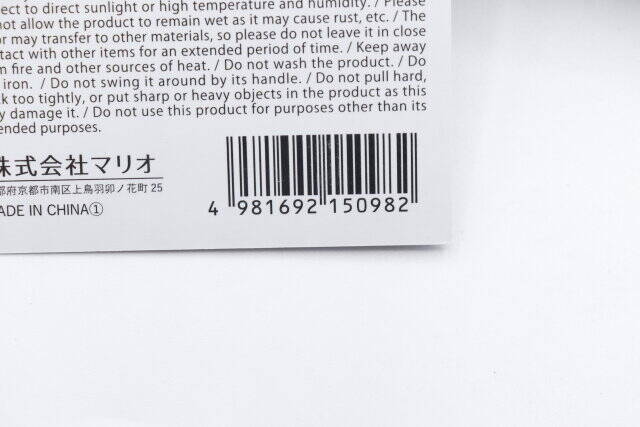 ect to direct sunlight or high temperature and humidity. / Please
not allow the product to remain wet as it may cause rust, etc. / The
or may transfer to other materials, so please do not leave it in close
tact with other items for an extended period of time. / Keep away
m fire and other sources of heat. / Do not wash the product. / Do
iron. / Do not swing it around by its handle. / Do not pull hard,
k too tightly, or put sharp or heavy objects in the product as this
y damage it. / Do not use this product for purposes other than its
ended purposes.
株式会社マリオ
都府京都市南区上鳥羽卯ノ花町 25
ADE IN CHINA①
4 981692 150982